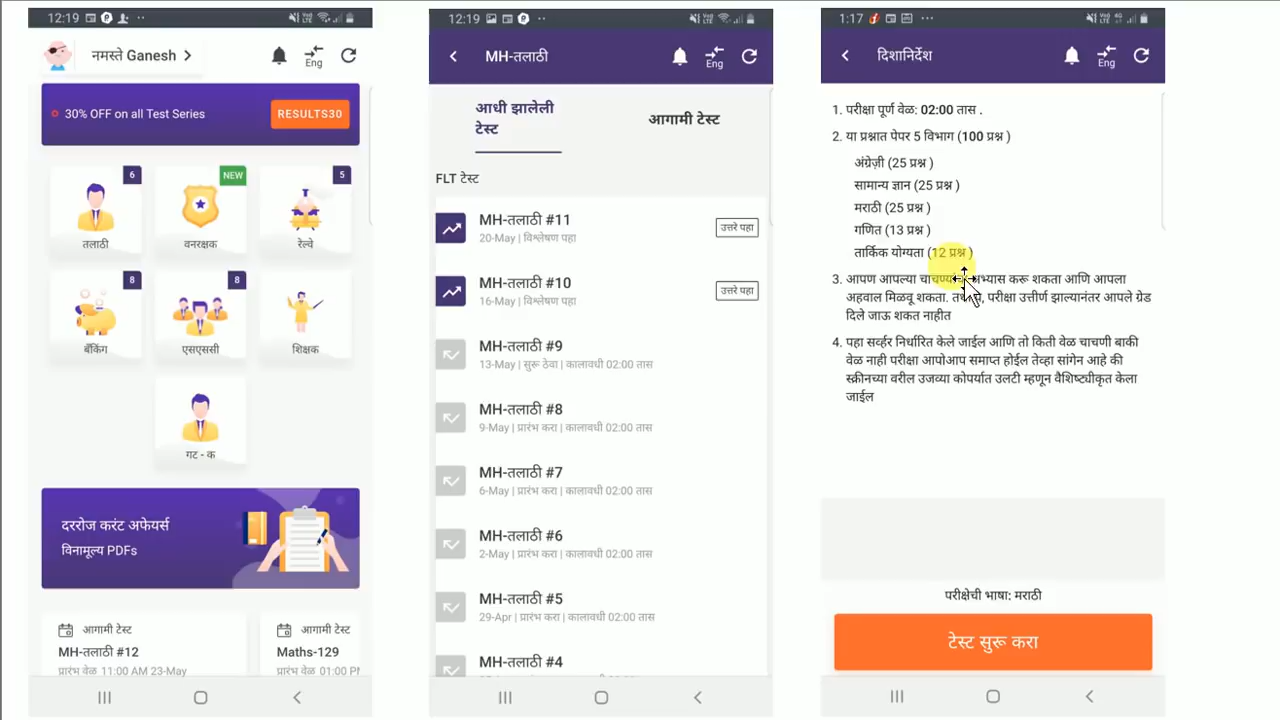 12:19
नमस्ते Ganesh
Eng
30% OFF on all Test Series
RESULTS30
6
NEW
5
तलाठी
वनरक्षक
रेल्वे
8
8
बँकिंग
एसएससी
शिक्षक
गट - क
दररोज करंट अफेयर्स
विनामूल्य PDFs
आगामी टेस्ट
MH-तलाठी #12
प्रारंभ वेळ 11:00 AM 23-May
आगामी टेस्ट
Maths-129
प्रारंभ वेळ 01:00
12:19
MH-तलाठी
Eng
आधी झालेली
टेस्ट
आगामी टेस्ट
FLT टेस्ट
MH-तलाठी #11
20-May | विश्लेषण पहा
उत्तरे पहा
MH-तलाठी #10
16-May | विश्लेषण पहा
उत्तरे पहा
MH-तलाठी #9
13-May | सुरू ठेवा | कालावधी 02:00 तास
MH-तलाठी #8
9-May | प्रारंभ करा | कालावधी 02:00 तास
MH-तलाठी #7
6-May | प्रारंभ करा | कालावधी 02:00 तास
MH-तलाठी #6
2-May | प्रारंभ करा | कालावधी 02:00 तास
MH-तलाठी #5
29-Apr | प्रारंभ करा | कालावधी 02:00 तास
MH-तलाठी #4
1:17
दिशानिर्देश
Eng
1. परीक्षा पूर्ण वेळ: 02:00 तास .
2. या प्रश्नात पेपर 5 विभाग (100 प्रश्न )
अंग्रेज़ी (25 प्रश्न )
सामान्य ज्ञान (25 प्रश्न )
मराठी (25 प्रश्न )
गणित (13 प्रश्न )
तार्किक योग्यता (12 प्रश्न )
3. आपण आपल्या अभ्यास करू शकता आणि आपला
अहवाल मिळवू शकता. परीक्षा उत्तीर्ण झाल्यानंतर आपले ग्रेड
दिले जाऊ शकत नाहीत
4. पहा सर्व्हर निर्धारित केले जाईल आणि तो किती वेळ चाचणी बाकी
वेळ नाही परीक्षा आपोआप समाप्त होईल तेव्हा सांगेन आहे की
स्क्रीनच्या वरील उजव्या कोपर्यात उलटी म्हणून वैशिष्ट्यीकृत केला
जाईल
परीक्षेची भाषा: मराठी
टेस्ट सुरू करा